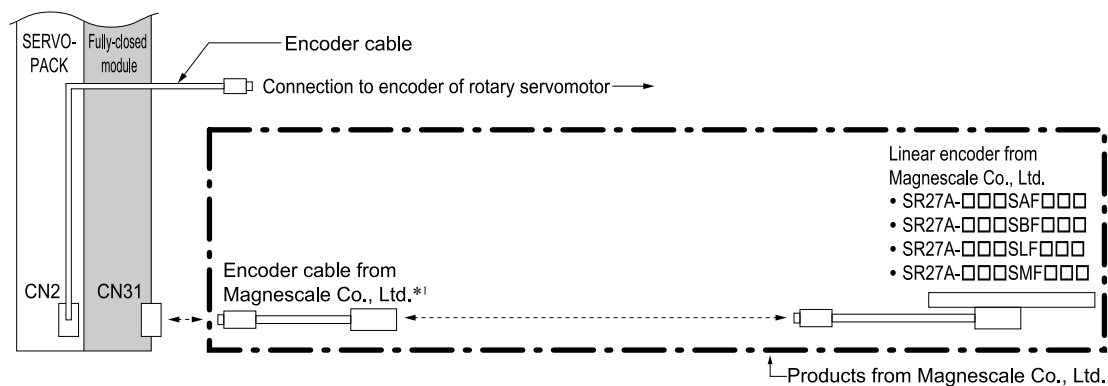 SERVO-
PACK
Fully-closed
module
Encoder cable
Connection to encoder of rotary servomotor
Linear encoder from
Magnescale Co., Ltd.
• SR27A-□□□SAF□□□
• SR27A-□□□SBF□□□
• SR27A-□□□SLF□□□
• SR27A-□□□SMF□□□
Encoder cable from
Magnescale Co., Ltd.*1
CN2
CN31
Products from Magnescale Co., Ltd.